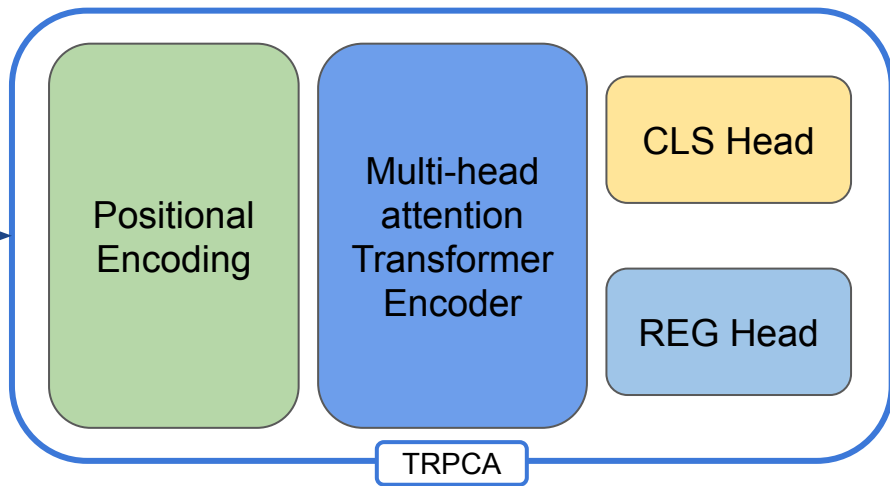 Positional
Encoding
Multi-head
attention
Transformer
Encoder
CLS Head
REG Head
TRPCA